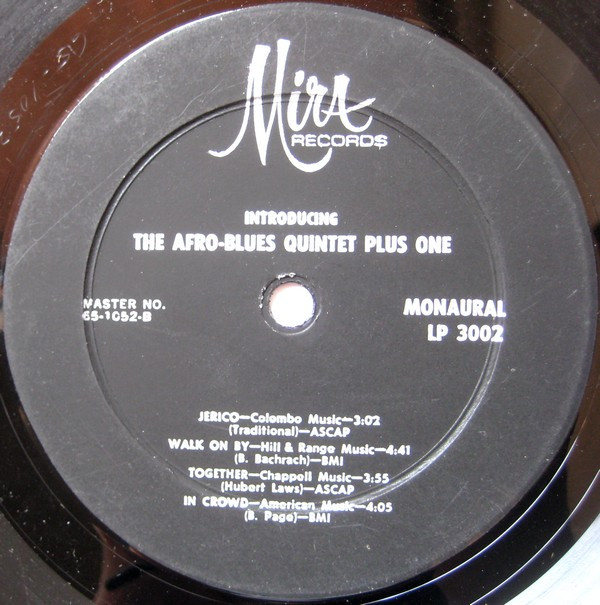 Mira
RECORDS
INTRODUCING
THE AFRO-BLUES QUINTET PLUS ONE
MASTER NO.
65-1052-B
MONAURAL
LP 3002
JERICO—Colombo Music—3:02
(Traditional)—ASCAP
WALK ON BY—Hill & Range Music—4:41
(B. Bachrach)—BMI
TOGETHER—Chappell Music—3:55
(Hubert Laws)—ASCAP
IN CROWD—American Music—4:05
(B. Page)—BMI